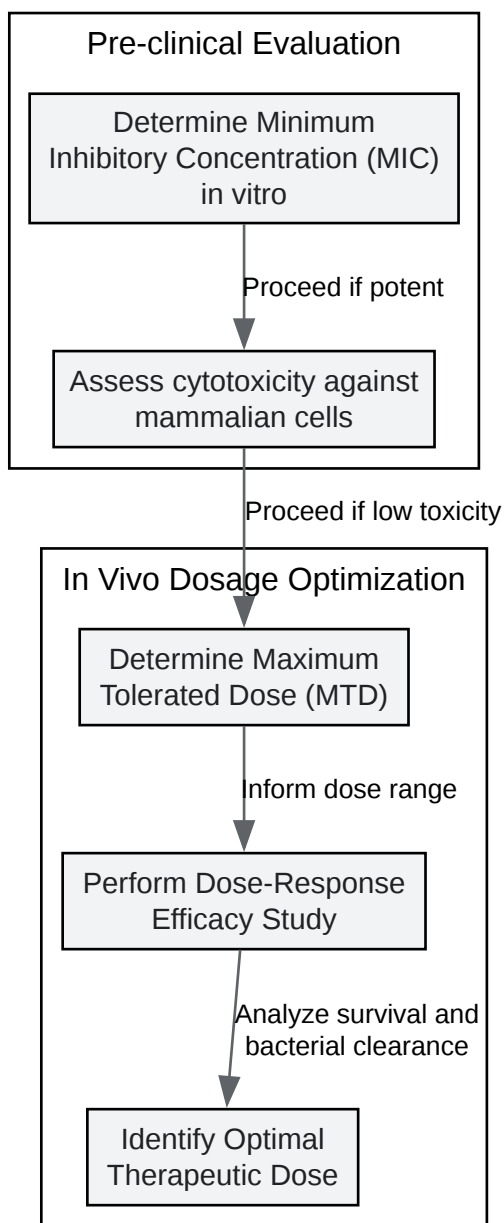 Pre-clinical Evaluation
Determine Minimum
Inhibitory Concentration (MIC)
in vitro
Proceed if potent
Assess cytotoxicity against
mammalian cells
Proceed if low toxicity
In Vivo Dosage Optimization
Determine Maximum
Tolerated Dose (MTD)
Inform dose range
Perform Dose-Response
Efficacy Study
Analyze survival and
bacterial clearance
Identify Optimal
Therapeutic Dose